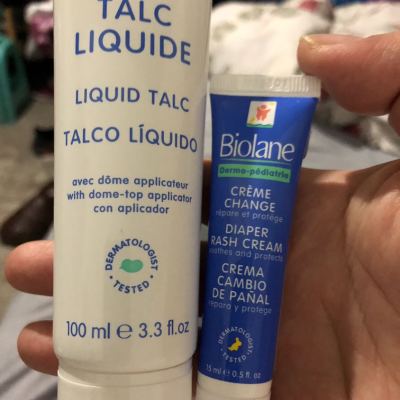 TALC
LIQUIDE
LIQUID TALC
TALCO LÍQUIDO
avec dôme applicateur
with dome-top applicator
con aplicador
DERMATOLOGIST
TESTED
100 ml e 3.3 fl.oz
Biolane
Dermo-pédiatrie
CRÈME
CHANGE
répare et protège
DIAPER
RASH CREAM
soothes and protects
CREMA
CAMBIO
DE PAÑAL
repara y protege
DERMATOLOGIST
TESTED
15 ml e 0.5 fl. oz